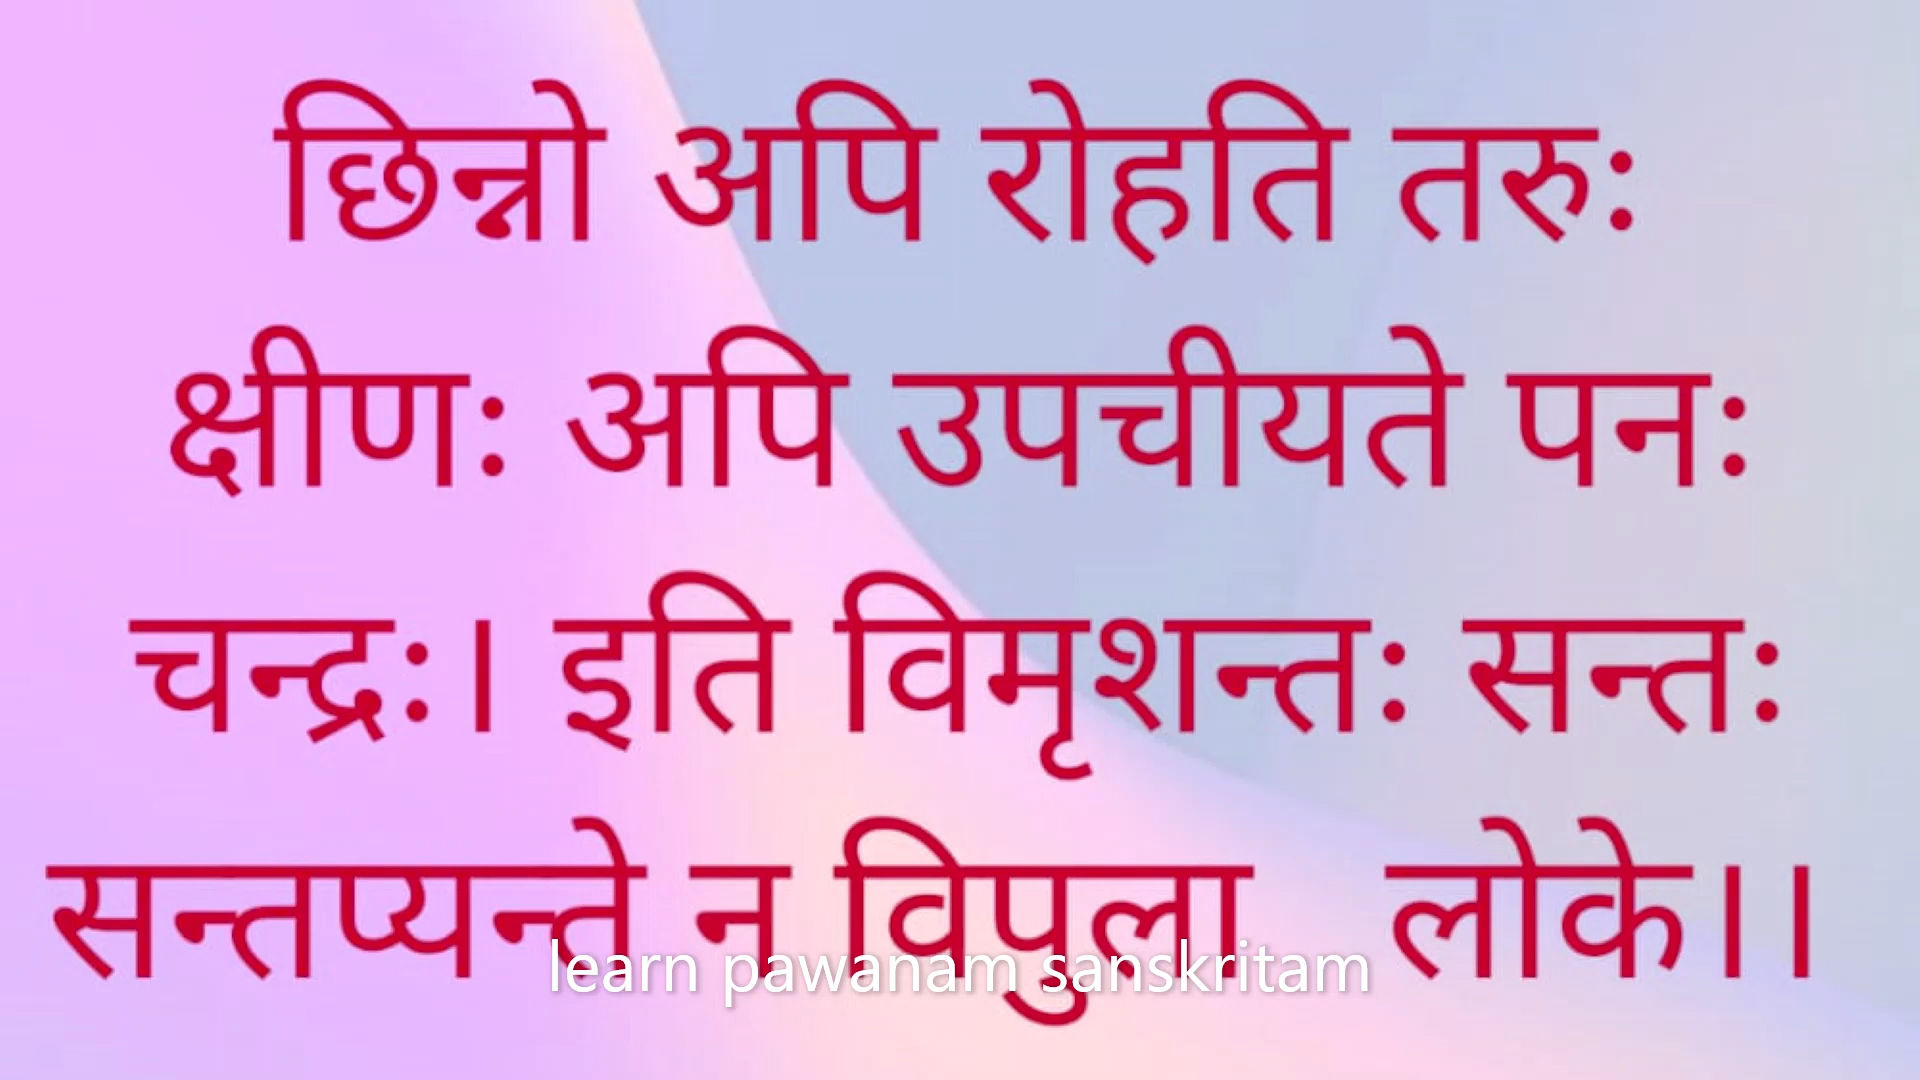 छिन्नो अपि रोहति तरुः
क्षीणः अपि उपचीयते पनः
चन्द्रः। इति विमृशन्तः सन्तः
सन्तप्यन्ते न विपुला लोके।।
learn pawanam sanskritam